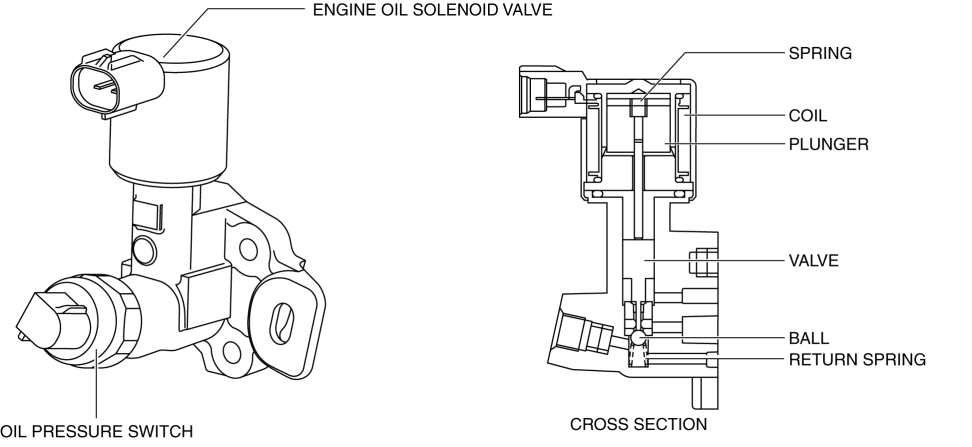 ENGINE OIL SOLENOID VALVE
SPRING
COIL
PLUNGER
VALVE
BALL
RETURN SPRING
CROSS SECTION
OIL PRESSURE SWITCH